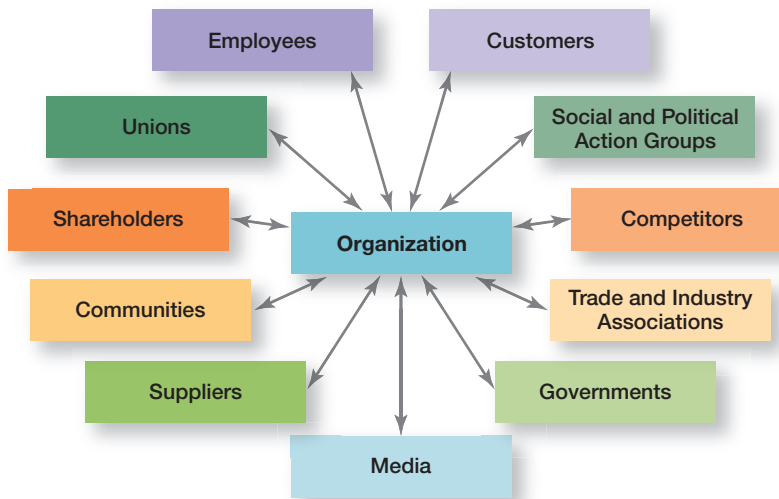 Employees
Customers
Unions
Social and Political
Action Groups
Shareholders
Organization
Competitors
Communities
Trade and Industry
Associations
Suppliers
Governments
Media